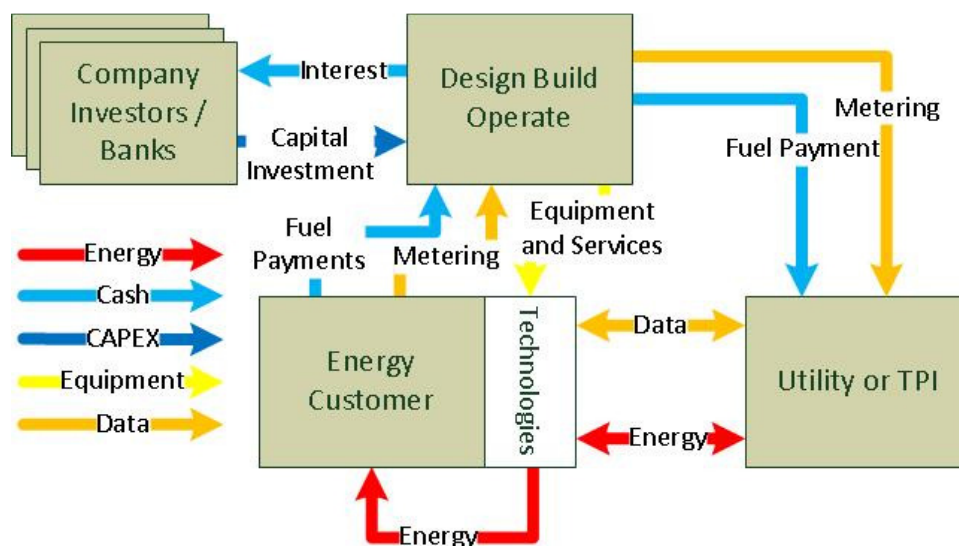 Company
Investors /
Banks
Interest
Capital
Investment
Design Build
Operate
Metering
Fuel Payment
Fuel
Payments
Metering
Equipment
and Services
Energy
Cash
CAPEX
Equipment
Data
Energy
Customer
Technologies
Data
Energy
Utility or TPI
Energy